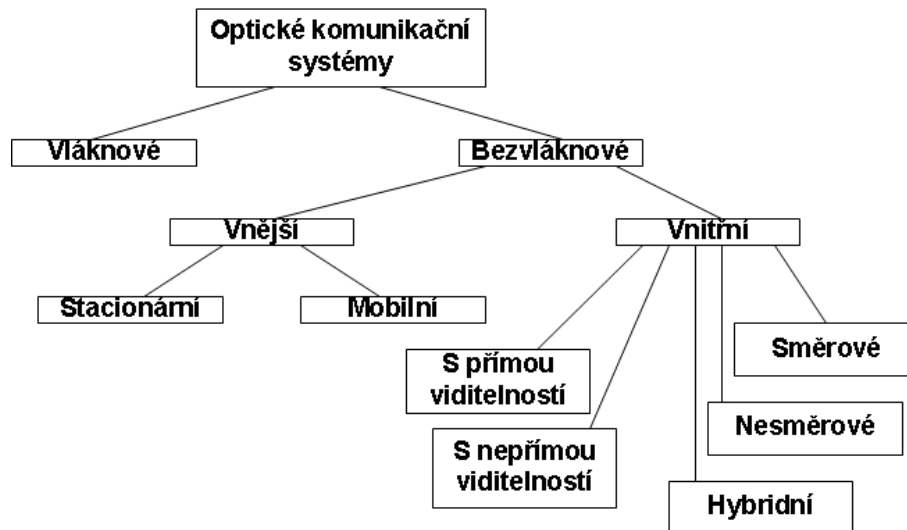 Optické komunikační
systémy
Vláknové
Bezvláknové
Vnější
Vnitřní
Stacionární
Mobilní
S přímou
viditelností
Směrové
S nepřímou
viditelností
Nesměrové
Hybridní